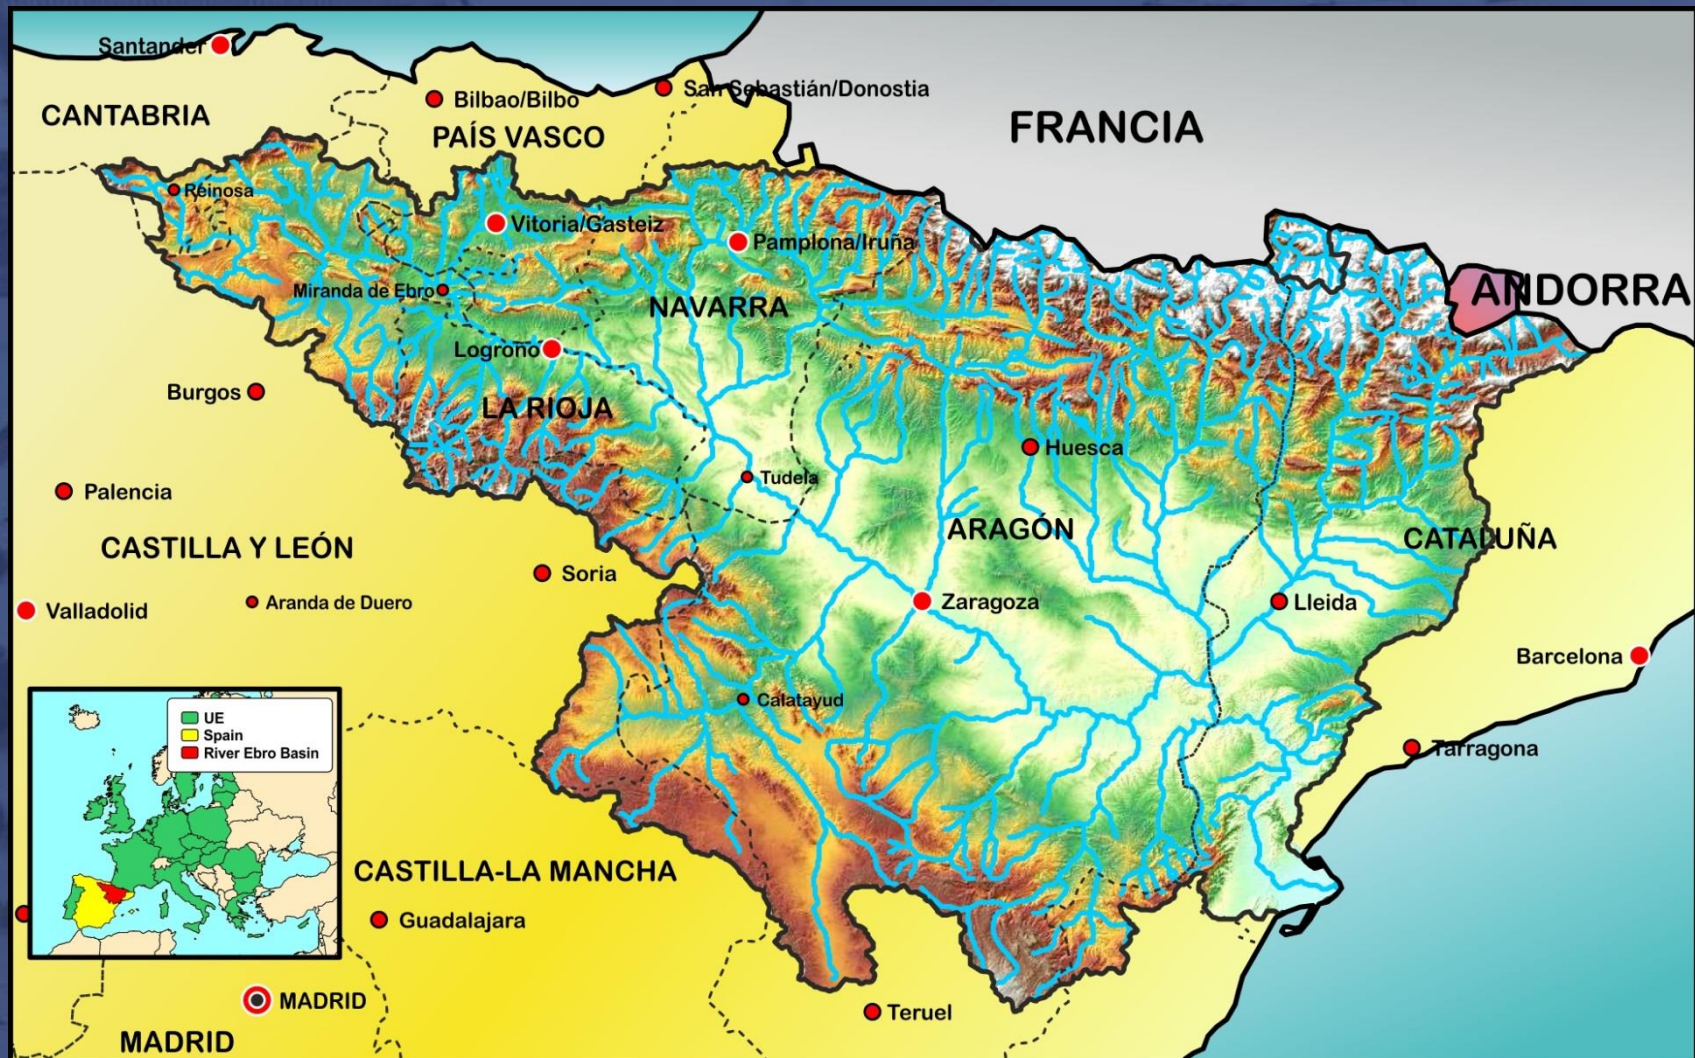 Santander
CANTABRIA
Bilbao/Bilbo
San Sebastián/Donostia
PAÍS VASCO
FRANCIA
Reinosa
Vitoria/Gasteiz
Pamplona/Iruña
Miranda de Ebro
NAVARRA
ANDORRA
Logroño
Burgos
LA RIOJA
Huesca
Palencia
Tudela
CASTILLA Y LEÓN
ARAGÓN
CATALUÑA
Soria
Valladolid
Aranda de Duero
Zaragoza
Lleida
Barcelona
Calatayud
UE
Spain
River Ebro Basin
Tarragona
CASTILLA-LA MANCHA
Guadalajara
MADRID
Teruel
MADRID